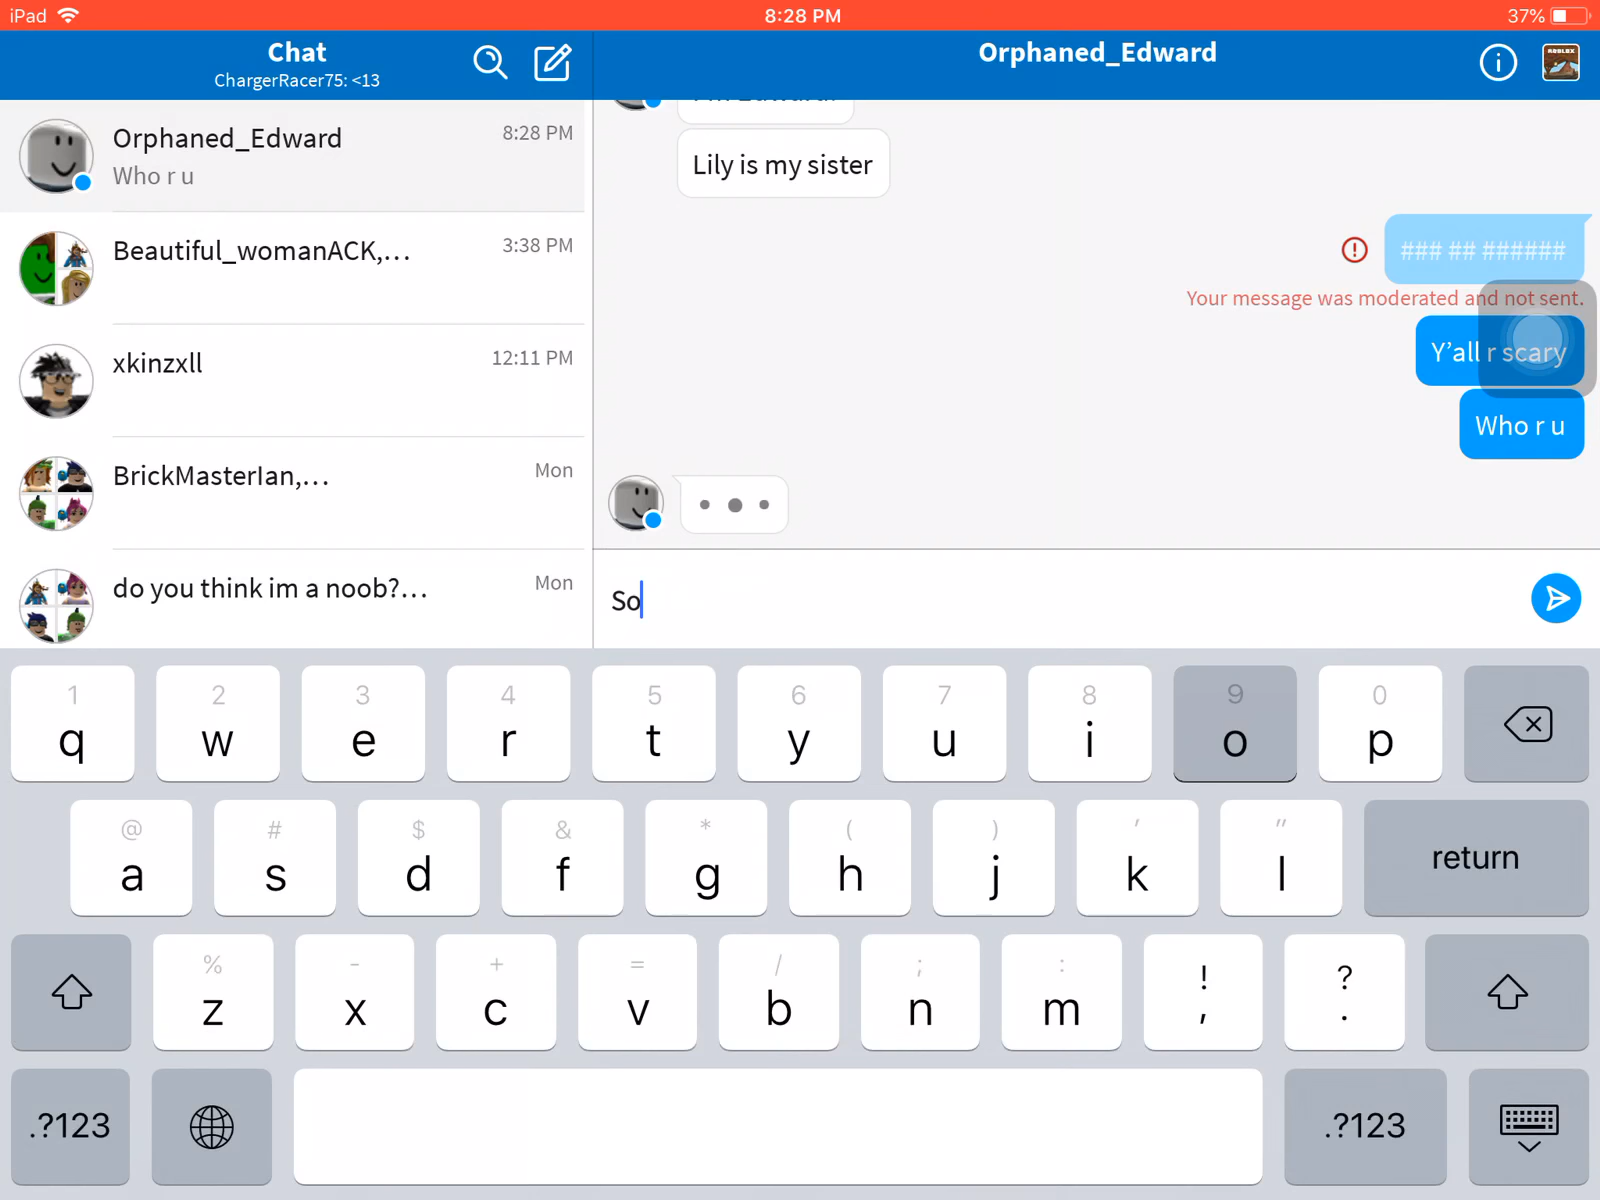 iPad
8:28 PM
37%
Chat
ChargerRacer75: <13
Orphaned_Edward
Orphaned_Edward
8:28 PM
Who r u
Beautiful_womanACK,...
3:38 PM
xkinzxll
12:11 PM
BrickMasterIan,...
Mon
do you think im a noob?...
Mon
Lily is my sister
### ## ######
Your message was moderated and not sent.
Y'all r scary
Who r u
So
1 2 3 4 5 6 7 8 9 0
q w e r t y u i o p
@ # $ & * ( ) ' "
a s d f g h j k l return
% - + = / ; : ! ?
z x c v b n m , .
.?123 .?123